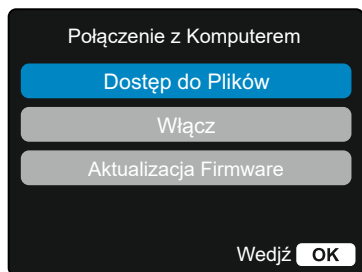 Połączenie z Komputerem
Dostęp do Plików
Włącz
Aktualizacja Firmware
Wedjź OK